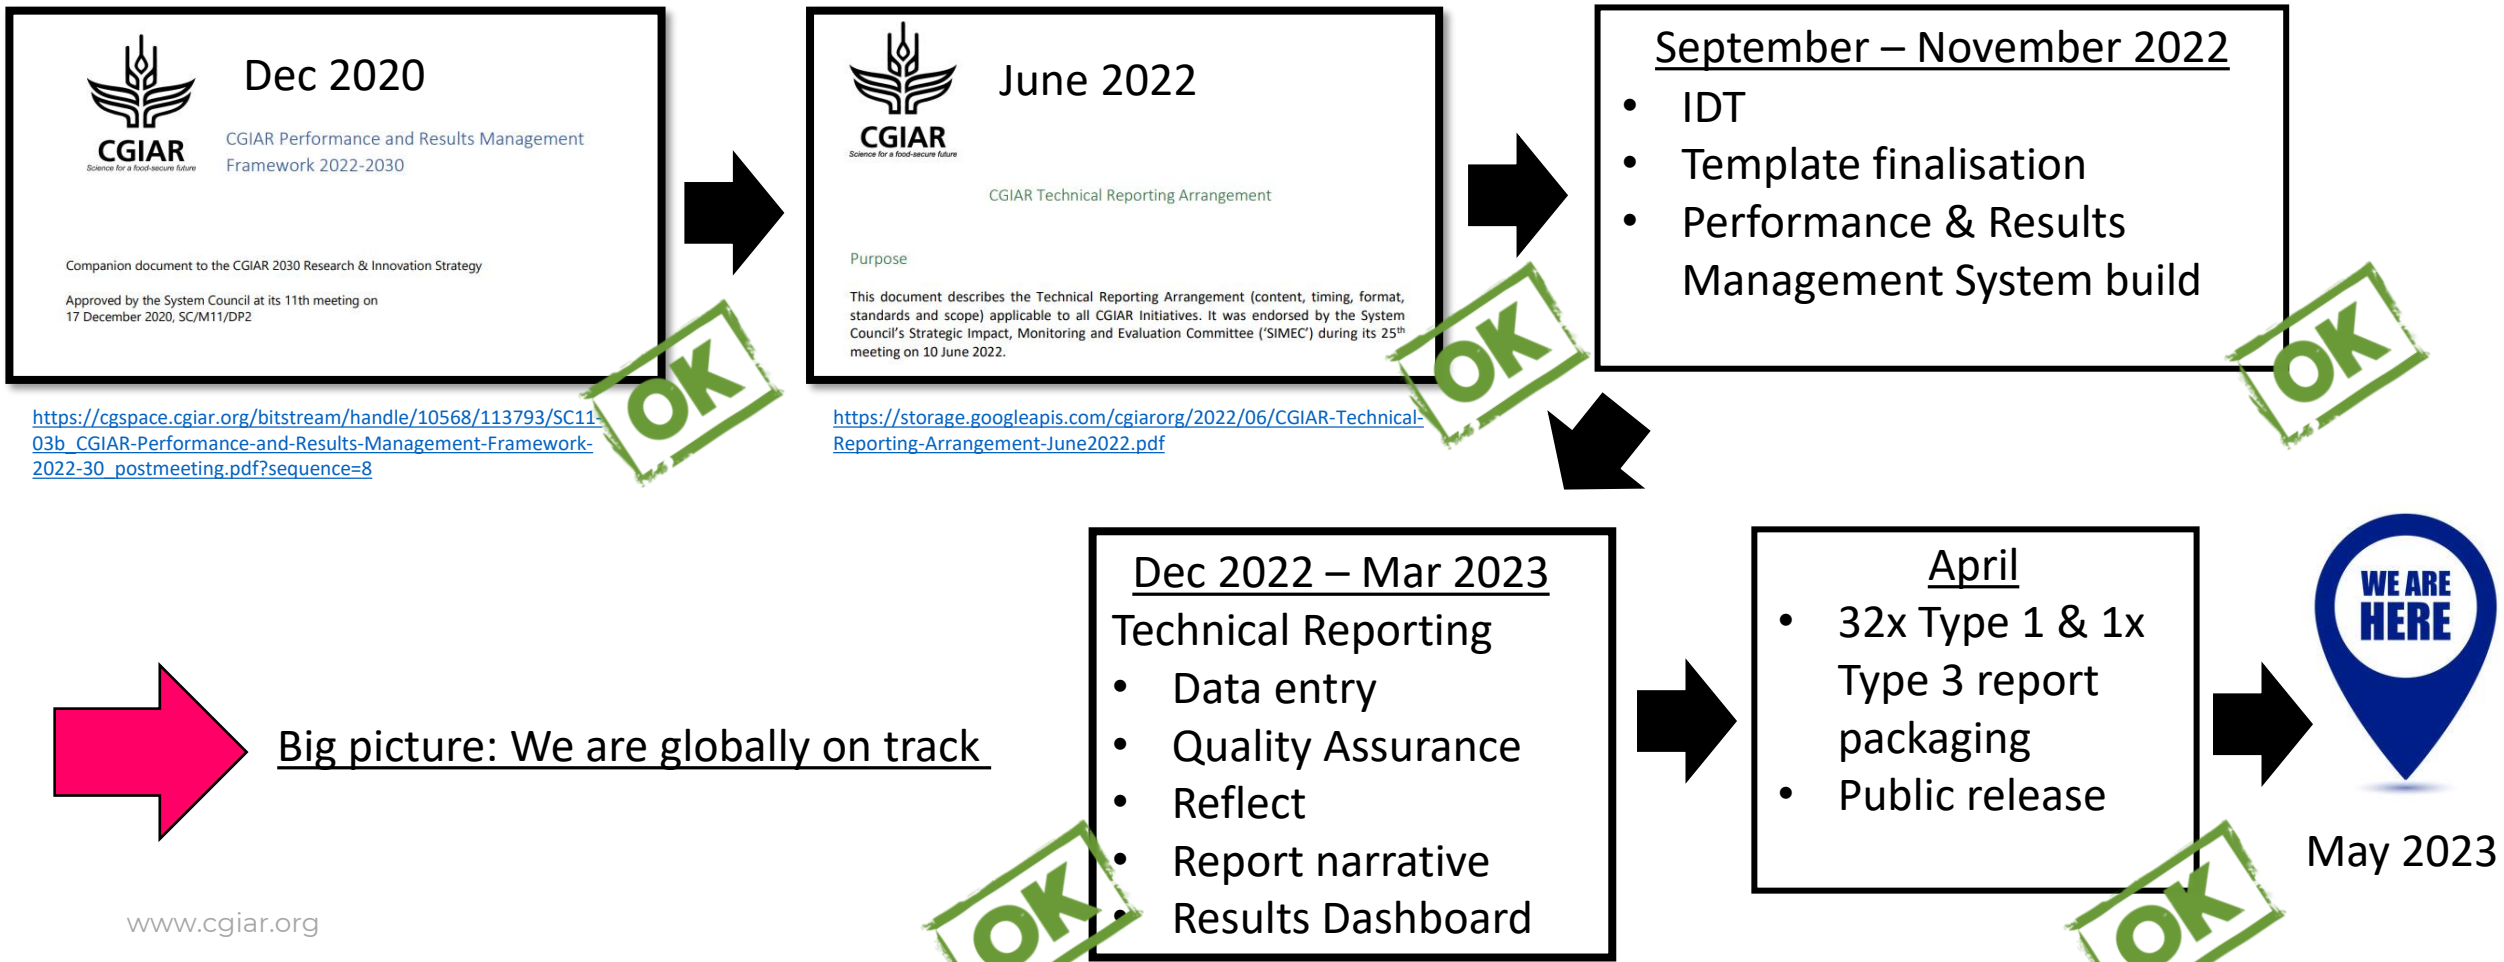 Dec 2020
CGIAR
Science for a food-secure future
CGIAR Performance and Results Management
Framework 2022-2030
Companion document to the CGIAR 2030 Research & Innovation Strategy
Approved by the System Council at its 11th meeting on
17 December 2020, SC/M11/DP2
OK
https://cgspace.cgiar.org/bitstream/handle/10568/113793/SC11-
03b_CGIAR-Performance-and-Results-Management-Framework-
2022-30_postmeeting.pdf?sequence=8
June 2022
CGIAR
Science for a food-secure future
CGIAR Technical Reporting Arrangement
Purpose
This document describes the Technical Reporting Arrangement (content, timing, format,
standards and scope) applicable to all CGIAR Initiatives. It was endorsed by the System
Council's Strategic Impact, Monitoring and Evaluation Committee ('SIMEC') during its 25th
meeting on 10 June 2022.
OK
https://storage.googleapis.com/cgiarorg/2022/06/CGIAR-Technical-
Reporting-Arrangement-June2022.pdf
September – November 2022
• IDT
• Template finalisation
• Performance & Results
Management System build
OK
Big picture: We are globally on track
Dec 2022 – Mar 2023
Technical Reporting
• Data entry
• Quality Assurance
• Reflect
• Report narrative
• Results Dashboard
OK
April
• 32x Type 1 & 1x
Type 3 report
packaging
• Public release
OK
WE ARE
HERE
May 2023
www.cgiar.org